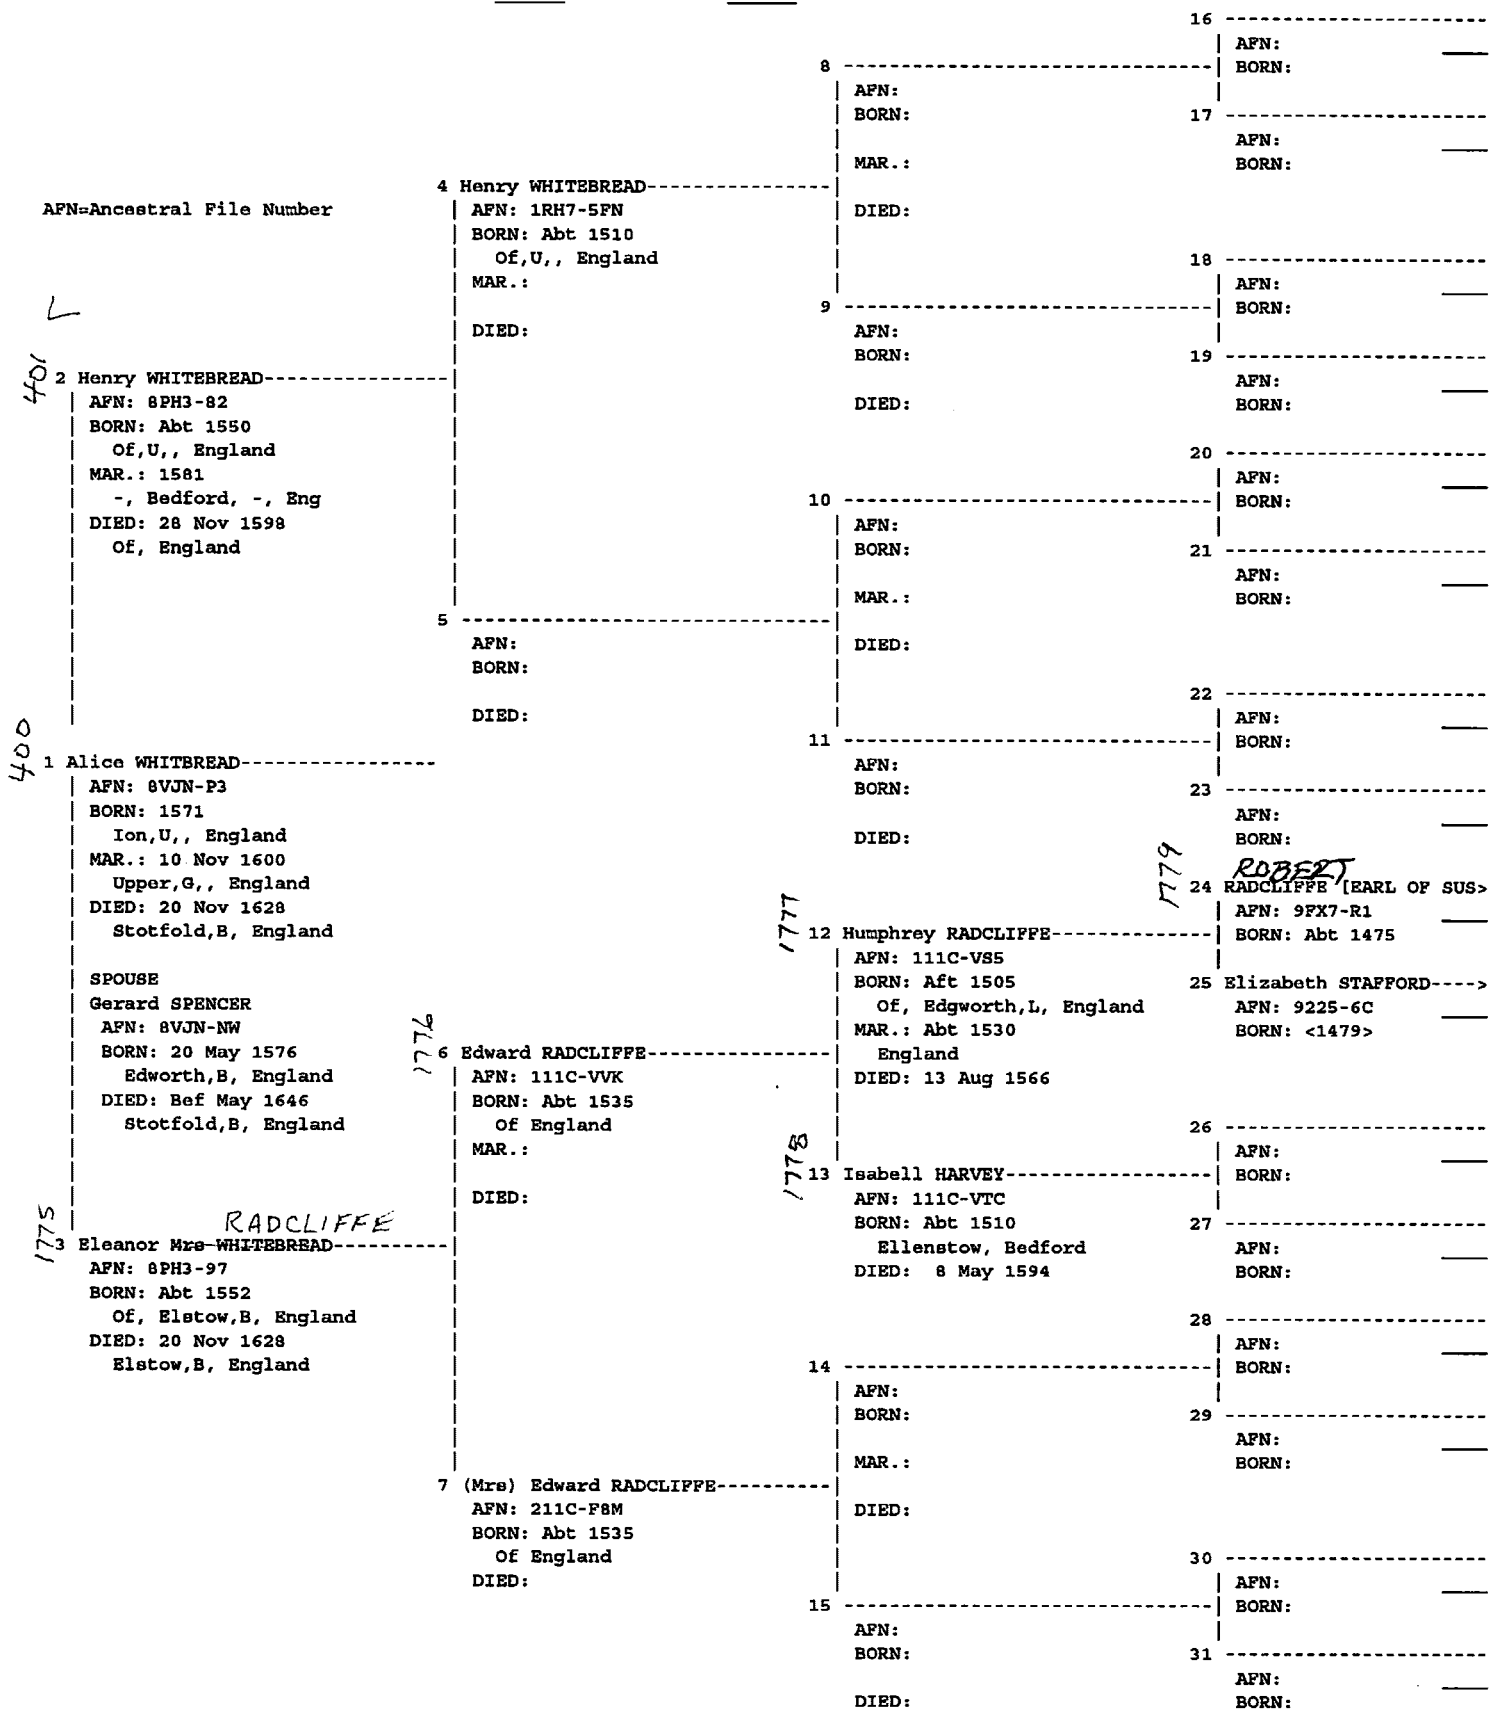 AFN=Ancestral File Number
L
401
2 Henry WHITEBREAD----------------
AFN: 8PH3-82
BORN: Abt 1550
Of,U,, England
MAR.: 1581
-, Bedford, -, Eng
DIED: 28 Nov 1598
Of, England
400
1 Alice WHITBREAD-----------------
AFN: 8VJN-P3
BORN: 1571
Ion,U,, England
MAR.: 10 Nov 1600
Upper,G,, England
DIED: 20 Nov 1628
Stotfold,B, England
SPOUSE
Gerard SPENCER
AFN: 8VJN-NW
BORN: 20 May 1576
Edworth,B, England
DIED: Bef May 1646
Stotfold,B, England
1775
RADCLIFFE
3 Eleanor Mrs WHITEBREAD----------
AFN: 8PH3-97
BORN: Abt 1552
Of, Elstow,B, England
DIED: 20 Nov 1628
Elstow,B, England
4 Henry WHITEBREAD----------------
AFN: 1RH7-5FN
BORN: Abt 1510
Of,U,, England
MAR.:
DIED:
5 --------------------------------
AFN:
BORN:
DIED:
1776
6 Edward RADCLIFFE----------------
AFN: 111C-VVK
BORN: Abt 1535
Of England
MAR.:
DIED:
7 (Mrs) Edward RADCLIFFE----------
AFN: 211C-F8M
BORN: Abt 1535
Of England
DIED:
8 --------------------------------
AFN:
BORN:
MAR.:
DIED:
9 --------------------------------
AFN:
BORN:
DIED:
10 --------------------------------
AFN:
BORN:
MAR.:
DIED:
11 --------------------------------
AFN:
BORN:
DIED:
1777
12 Humphrey RADCLIFFE--------------
AFN: 111C-VS5
BORN: Aft 1505
Of, Edgworth,L, England
MAR.: Abt 1530
England
DIED: 13 Aug 1566
1778
13 Isabell HARVEY------------------
AFN: 111C-VTC
BORN: Abt 1510
Ellenstow, Bedford
DIED: 8 May 1594
14 --------------------------------
AFN:
BORN:
MAR.:
DIED:
15 --------------------------------
AFN:
BORN:
DIED:
16 -----------------------
AFN:
BORN:
17 -----------------------
AFN:
BORN:
18 -----------------------
AFN:
BORN:
19 -----------------------
AFN:
BORN:
20 -----------------------
AFN:
BORN:
21 -----------------------
AFN:
BORN:
22 -----------------------
AFN:
BORN:
23 -----------------------
AFN:
BORN:
1779
ROBERT
24 RADCLIFFE [EARL OF SUS>
AFN: 9FX7-R1
BORN: Abt 1475
25 Elizabeth STAFFORD---->
AFN: 9225-6C
BORN: <1479>
26 -----------------------
AFN:
BORN:
27 -----------------------
AFN:
BORN:
28 -----------------------
AFN:
BORN:
29 -----------------------
AFN:
BORN:
30 -----------------------
AFN:
BORN:
31 -----------------------
AFN:
BORN: